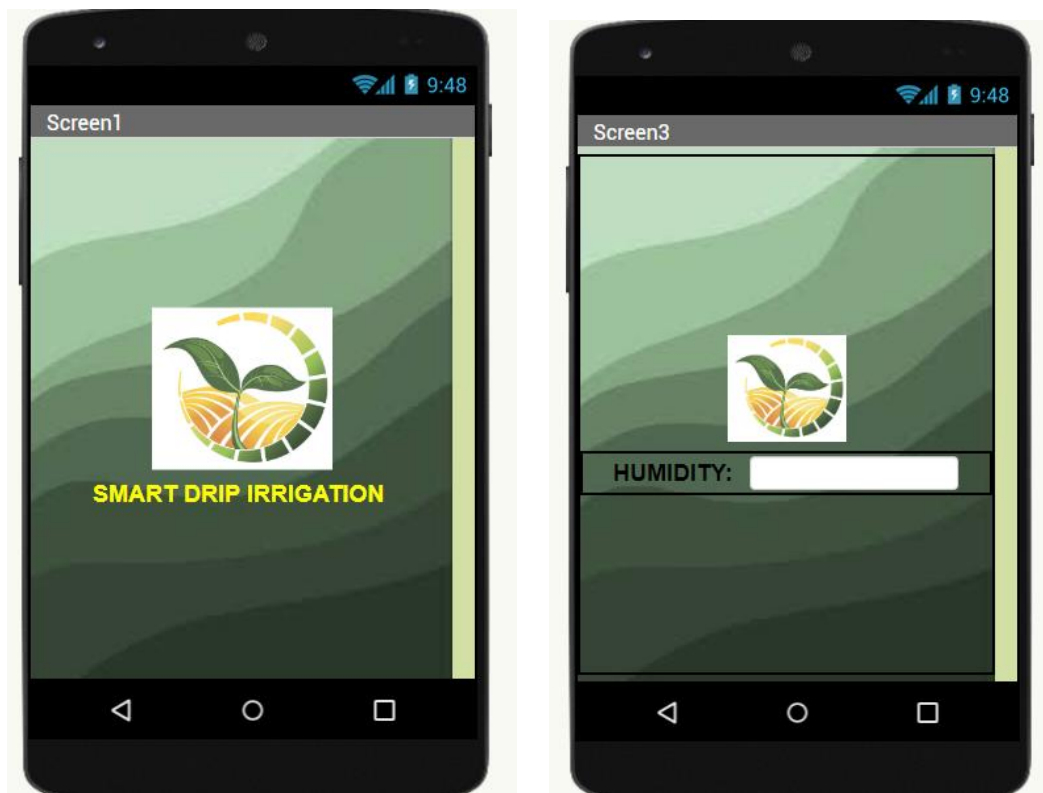 9:48
Screen1
SMART DRIP IRRIGATION
9:48
Screen3
HUMIDITY: